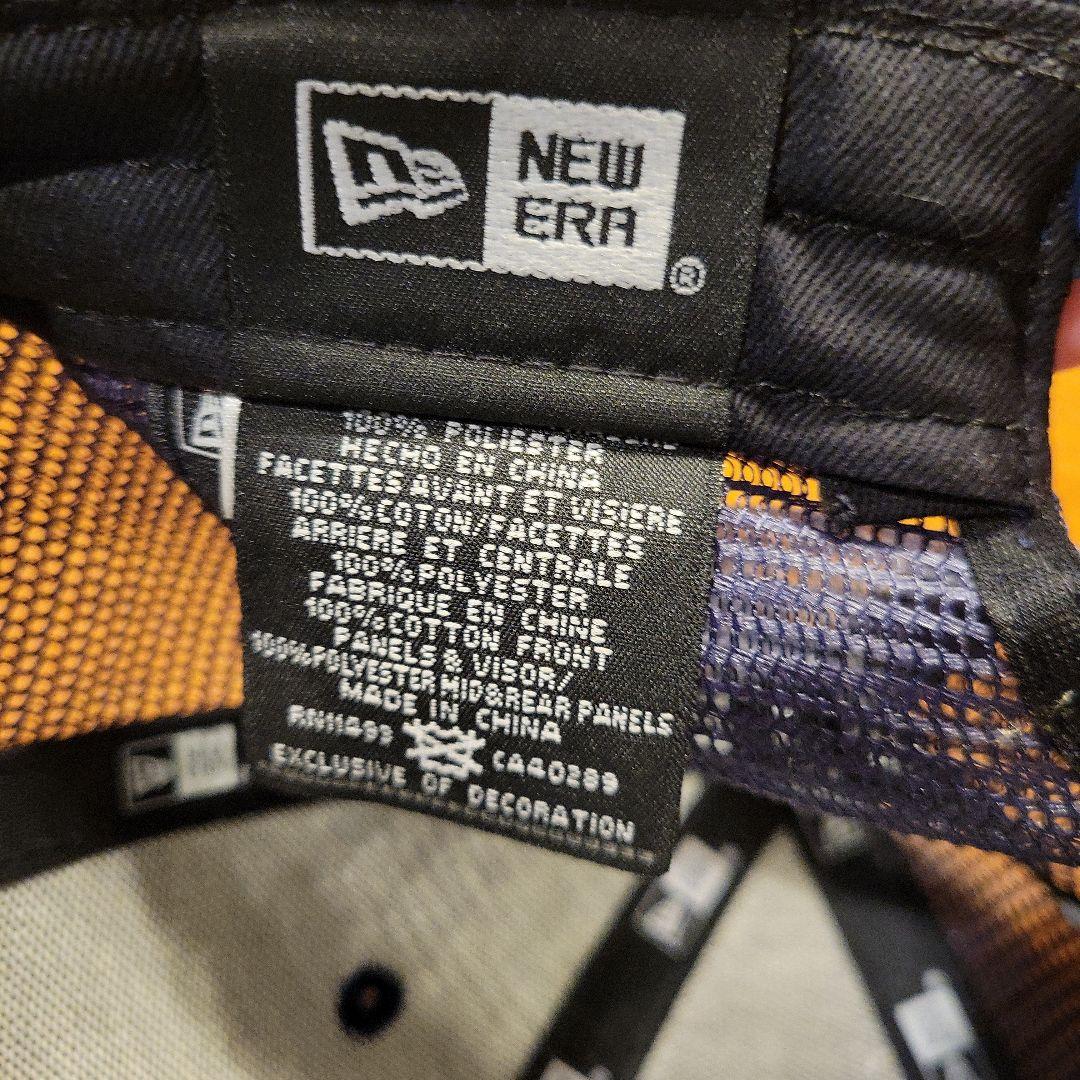 NEW
ERA
®
100% POLIESTER
HECHO EN CHINA
FACETTES AVANT ET VISIERE
100%COTON/FACETTES
ARRIERE ET CENTRALE
100%POLYESTER
FABRIQUE EN CHINE
100%COTTON FRONT
PANELS & VISOR/
100%POLYESTER MID&REAR PANELS
MADE IN CHINA
RN11493 CA40289
EXCLUSIVE OF DECORATION